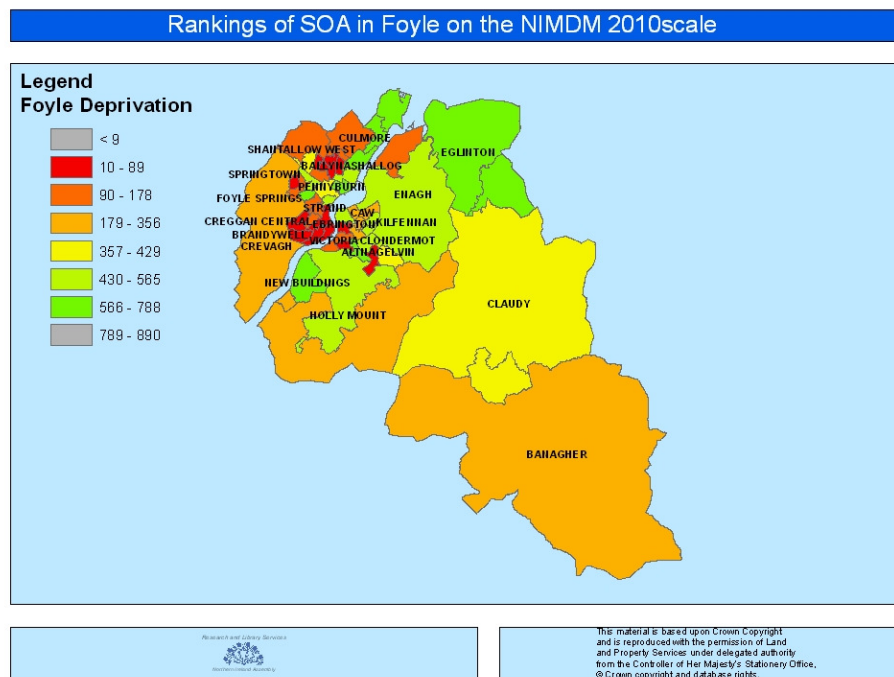 Rankings of SOA in Foyle on the NIMDM 2010scale
Legend
Foyle Deprivation
< 9
10 - 89
90 - 178
179 - 356
357 - 429
430 - 565
566 - 788
789 - 890
CULMORE
SHANTALLOW WEST
EGLINTON
BALLYNASHALLOG
SPRINGTOWN
PENNYBURN
ENAGH
FOYLE SPRINGS
STRAND
CAW
CREGGAN CENTRAL
EBRINGTON
KILFENNAN
BRANDYWELL
VICTORIA
CLONDERMOT
CREVAGH
ALTNAGELVIN
NEW BUILDINGS
CLAUDY
HOLLY MOUNT
BANAGHER
Research and Library Services
Northern Ireland Assembly
This material is based upon Crown Copyright
and is reproduced with the permission of Land
and Property Services under delegated authority
from the Controller of Her Majesty's Stationery Office,
© Crown copyright and database rights